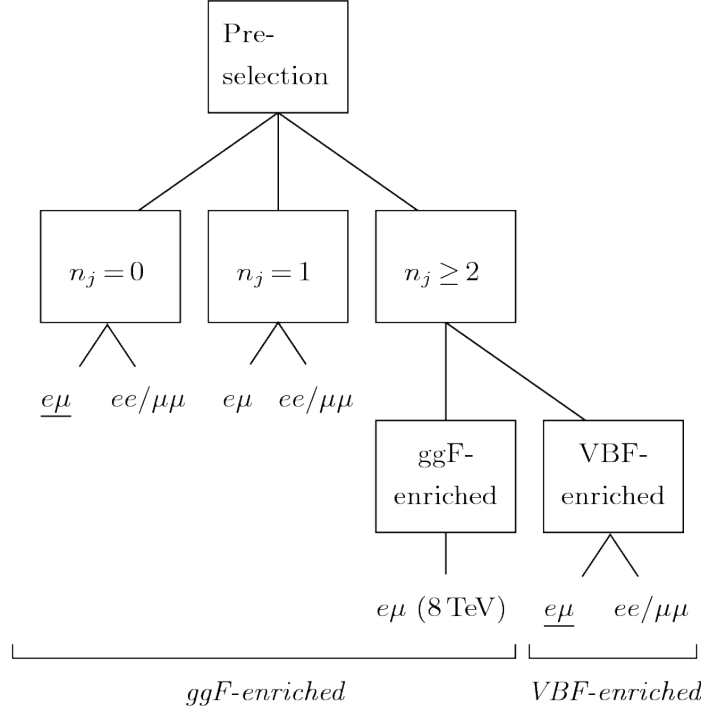 Pre-
selection
n_j = 0
n_j = 1
n_j ≥ 2
eμ
ee/μμ
eμ
ee/μμ
ggF-
enriched
VBF-
enriched
eμ (8 TeV)
eμ
ee/μμ
ggF-enriched
VBF-enriched